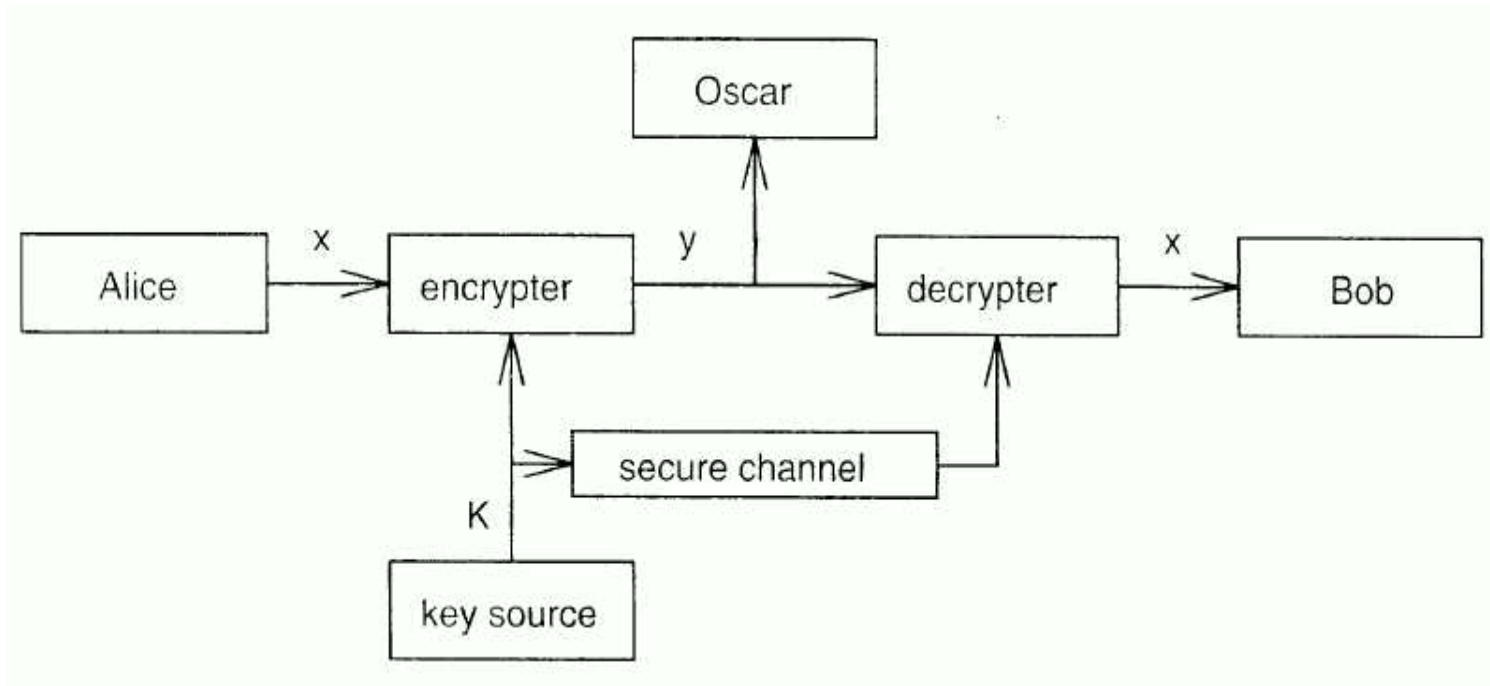 Oscar
x
y
x
Alice
encrypter
decrypter
Bob
secure channel
K
key source